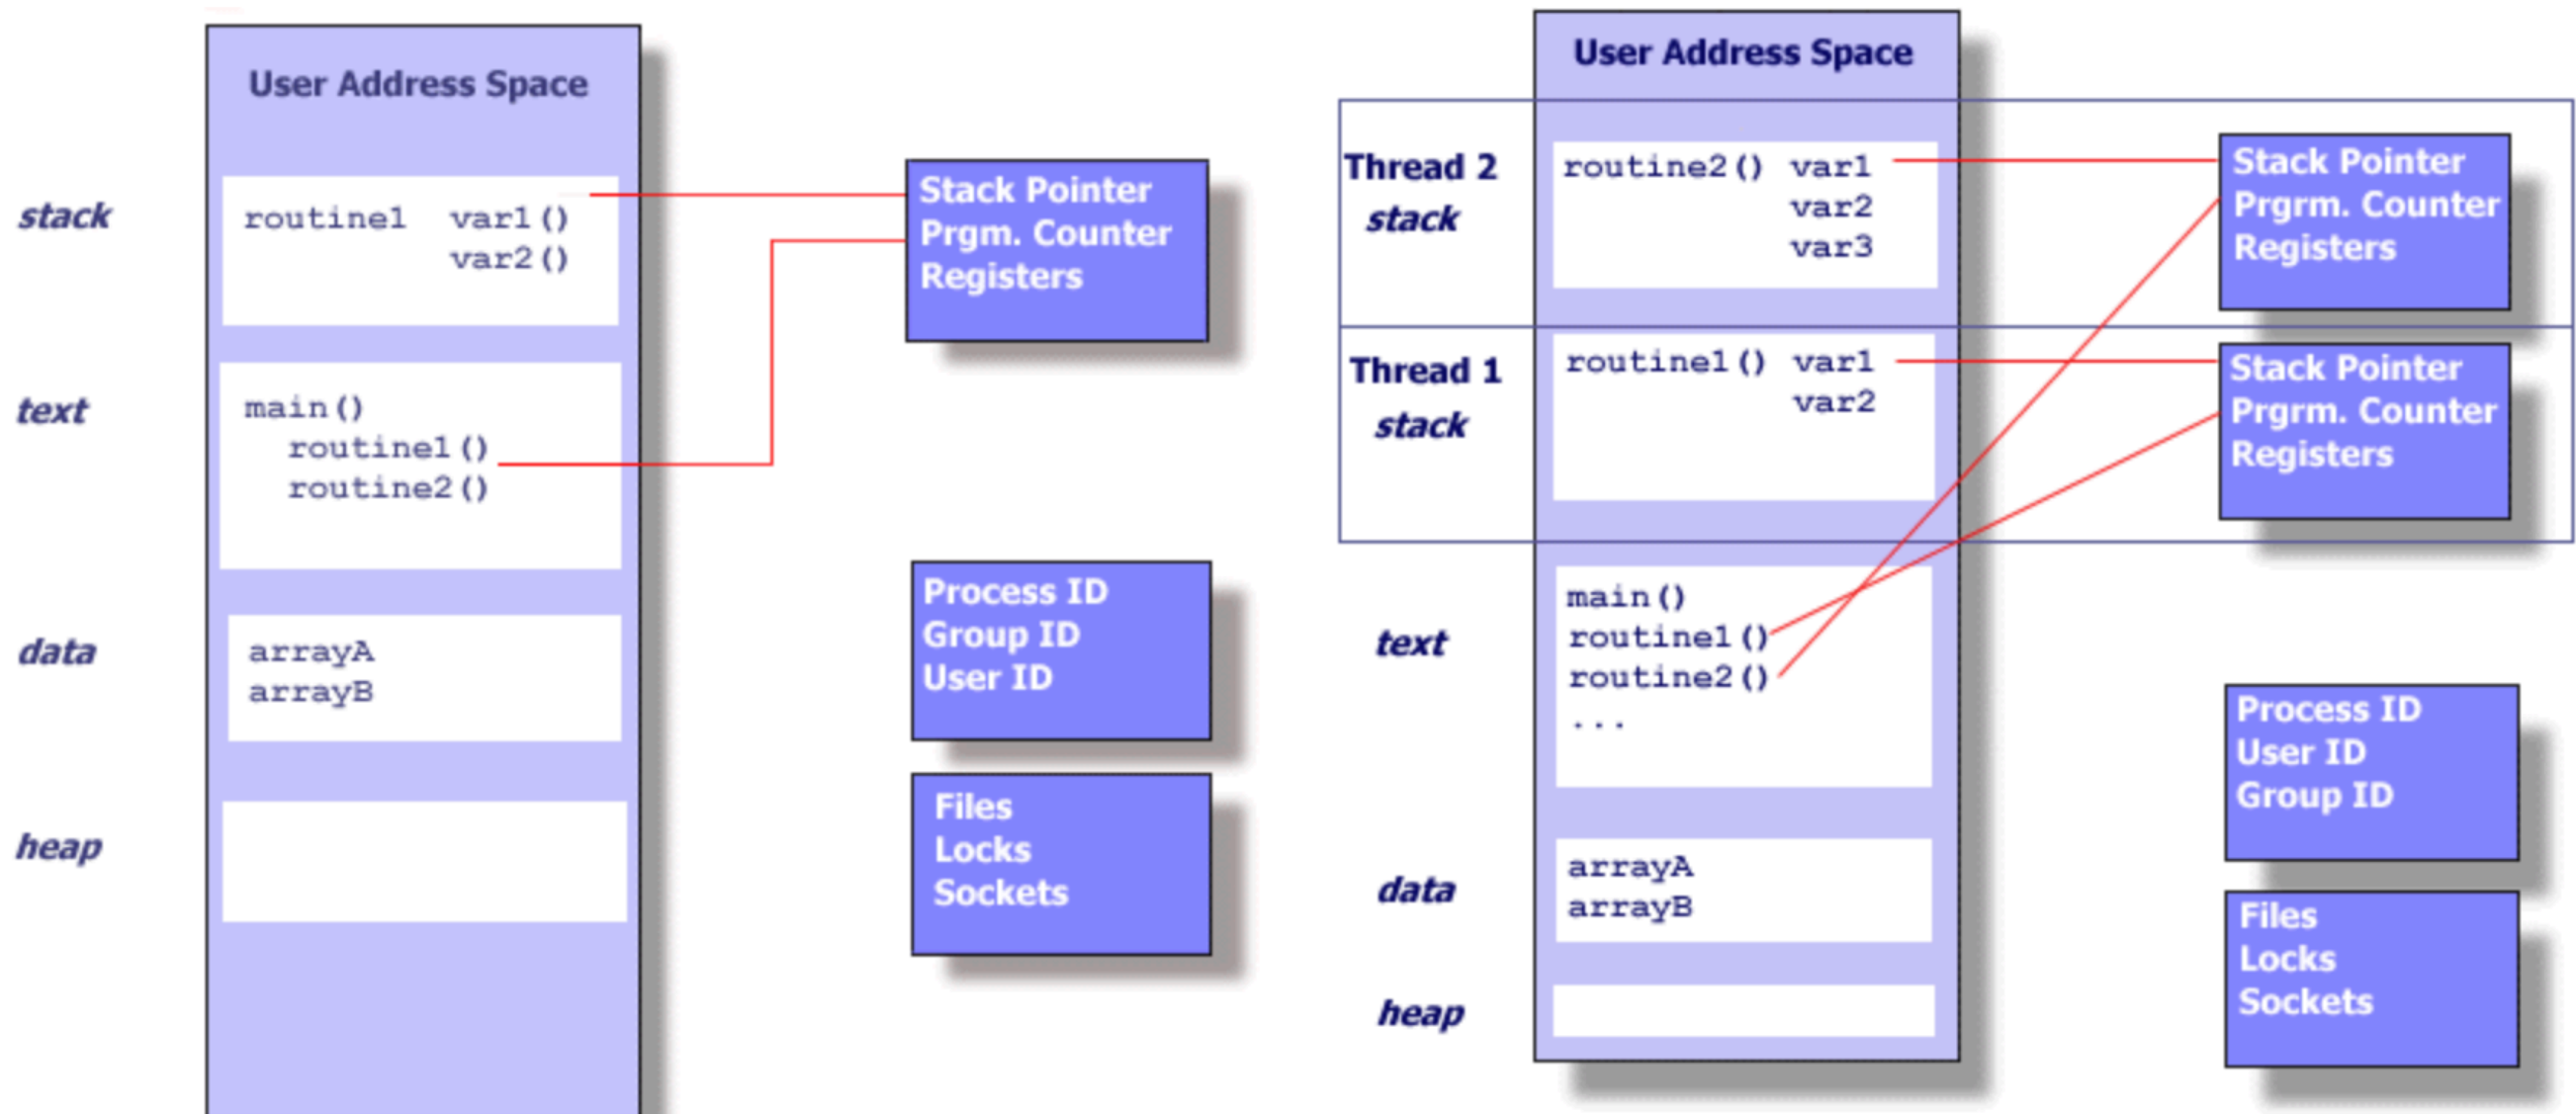 User Address Space
stack
routine1 var1()
var2()
text
main()
routine1()
routine2()
data
arrayA
arrayB
heap
Stack Pointer
Prgm. Counter
Registers
Process ID
Group ID
User ID
Files
Locks
Sockets
User Address Space
Thread 2
stack
routine2() var1
var2
var3
Stack Pointer
Prgrm. Counter
Registers
Thread 1
stack
routine1() var1
var2
Stack Pointer
Prgrm. Counter
Registers
text
main()
routine1()
routine2()
...
data
arrayA
arrayB
heap
Process ID
User ID
Group ID
Files
Locks
Sockets